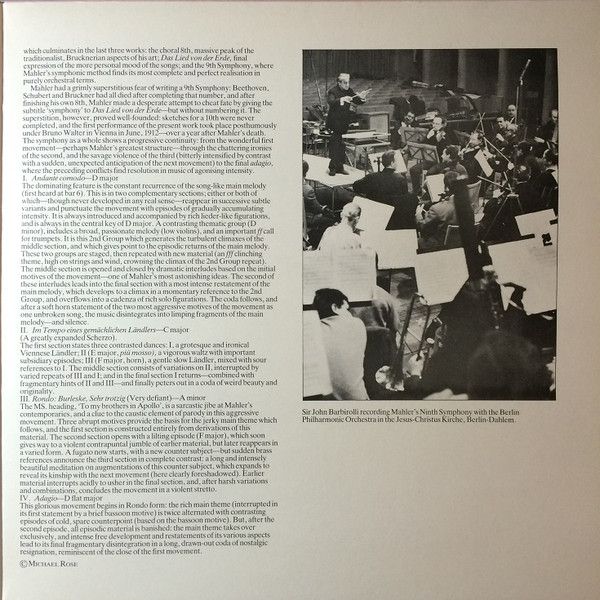 which culminates in the last three works: the choral 8th, massive peak of the
traditionalist, Brucknerian aspects of his art; Das Lied von der Erde, final
expression of the more personal mood of the songs; and the 9th Symphony, where
Mahler's symphonic method finds its most complete and perfect realisation in
purely orchestral terms.
Mahler had a grimly superstitious fear of writing a 9th Symphony: Beethoven,
Schubert and Bruckner had all died after completing that number, and after
finishing his own 8th, Mahler made a desperate attempt to cheat fate by giving the
subtitle 'symphony' to Das Lied von der Erde—but without numbering it. The
superstition, however, proved well-founded: sketches for a 10th were never
completed, and the first performance of the present work took place posthumously
under Bruno Walter in Vienna in June, 1912—over a year after Mahler's death.
The symphony as a whole shows a progressive continuity: from the wonderful first
movement—perhaps Mahler's greatest structure—through the chattering ironies
of the second, and the savage violence of the third (bitterly intensified by contrast
with a sudden, unexpected anticipation of the next movement) to the final adagio,
where the preceding conflicts find resolution in music of agonising intensity.
I. Andante comodo—D major
The dominating feature is the constant recurrence of the song-like main melody
(first heard at bar 6). This is in two complementary sections; either or both of
which—though never developed in any real sense—reappear in successive subtle
variants and punctuate the movement with episodes of gradually accumulating
intensity. It is always introduced and accompanied by rich lieder-like figurations,
and is always in the central key of D major. A contrasting thematic group (D
minor), includes a broad, passionate melody (low violins), and an important ff call
for trumpets. It is this 2nd Group which generates the turbulent climaxes of the
middle section, and which gives point to the episodic returns of the main melody.
These two groups are staged, then repeated with new material (an fff clinching
theme, high on strings and wind, crowning the climax of the 2nd Group repeat).
The middle section is opened and closed by dramatic interludes based on the initial
motives of the movement—one of Mahler's most astonishing ideas. The second of
these interludes leads into the final section with a most intense restatement of the
main melody, which develops to a climax in a momentary reference to the 2nd
Group, and overflows into a cadenza of rich solo figurations. The coda follows, and
after a soft horn statement of the two most aggressive motives of the movement as
one unbroken song, the music disintegrates into limping fragments of the main
melody—and silence.
II. Im Tempo eines gemächlichen Ländlers—C major
(A greatly expanded Scherzo).
The first section states three contrasted dances: I, a grotesque and ironical
Viennese Ländler; II (E major, più mosso), a vigorous waltz with important
subsidiary episodes; III (F major, horn), a gentle slow Ländler, mixed with sour
references to I. The middle section consists of variations on II, interrupted by
varied repeats of III and I; and in the final section I returns—combined with
fragmentary hints of II and III—and finally peters out in a coda of weird beauty and
originality.
III. Rondo: Burleske, Sehr trotzig (Very defiant)—A minor
The MS. heading, 'To my brothers in Apollo', is a sarcastic jibe at Mahler's
contemporaries, and a clue to the caustic element of parody in this aggressive
movement. Three abrupt motives provide the basis for the jerky main theme which
follows, and the first section is constructed entirely from derivations of this
material. The second section opens with a lilting episode (F major), which soon
gives way to a violent contrapuntal jumble of earlier material, but later reappears in
a varied form. A fugato now starts, with a new counter subject—but sudden brass
references announce the third section in complete contrast: a long and intensely
beautiful meditation on augmentations of this counter subject, which expands to
reveal its kinship with the next movement (here clearly foreshadowed). Earlier
material interrupts acidly to usher in the final section, and, after harsh variations
and combinations, concludes the movement in a violent stretto.
IV. Adagio—D flat major
This glorious movement begins in Rondo form: the rich main theme (interrupted in
its first statement by a brief bassoon motive) is twice alternated with contrasting
episodes of cold, spare counterpoint (based on the bassoon motive). But, after the
second episode, all episodic material is banished: the main theme takes over
exclusively, and intense free development and restatements of its various aspects
lead to its final fragmentary disintegration in a long, drawn-out coda of nostalgic
resignation, reminiscent of the close of the first movement.
© MICHAEL ROSE
Sir John Barbirolli recording Mahler's Ninth Symphony with the Berlin
Philharmonic Orchestra in the Jesus-Christus Kirche, Berlin-Dahlem.